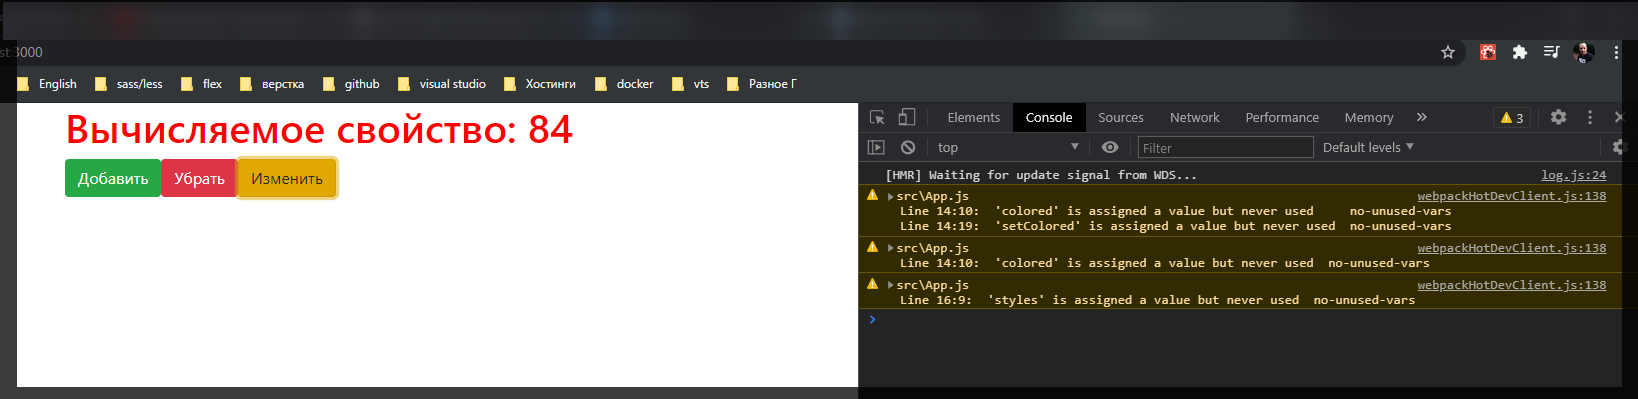 st:3000
English sass/less flex верстка github visual studio Хостинги docker vts Разное Г
Вычисляемое свойство: 84
Добавить Убрать Изменить
Elements Console Sources Network Performance Memory » 3
top Filter Default levels
[HMR] Waiting for update signal from WDS... log.js:24
src\App.js webpackHotDevClient.js:138
Line 14:10: 'colored' is assigned a value but never used no-unused-vars
Line 14:19: 'setColored' is assigned a value but never used no-unused-vars
src\App.js webpackHotDevClient.js:138
Line 14:10: 'colored' is assigned a value but never used no-unused-vars
src\App.js webpackHotDevClient.js:138
Line 16:9: 'styles' is assigned a value but never used no-unused-vars